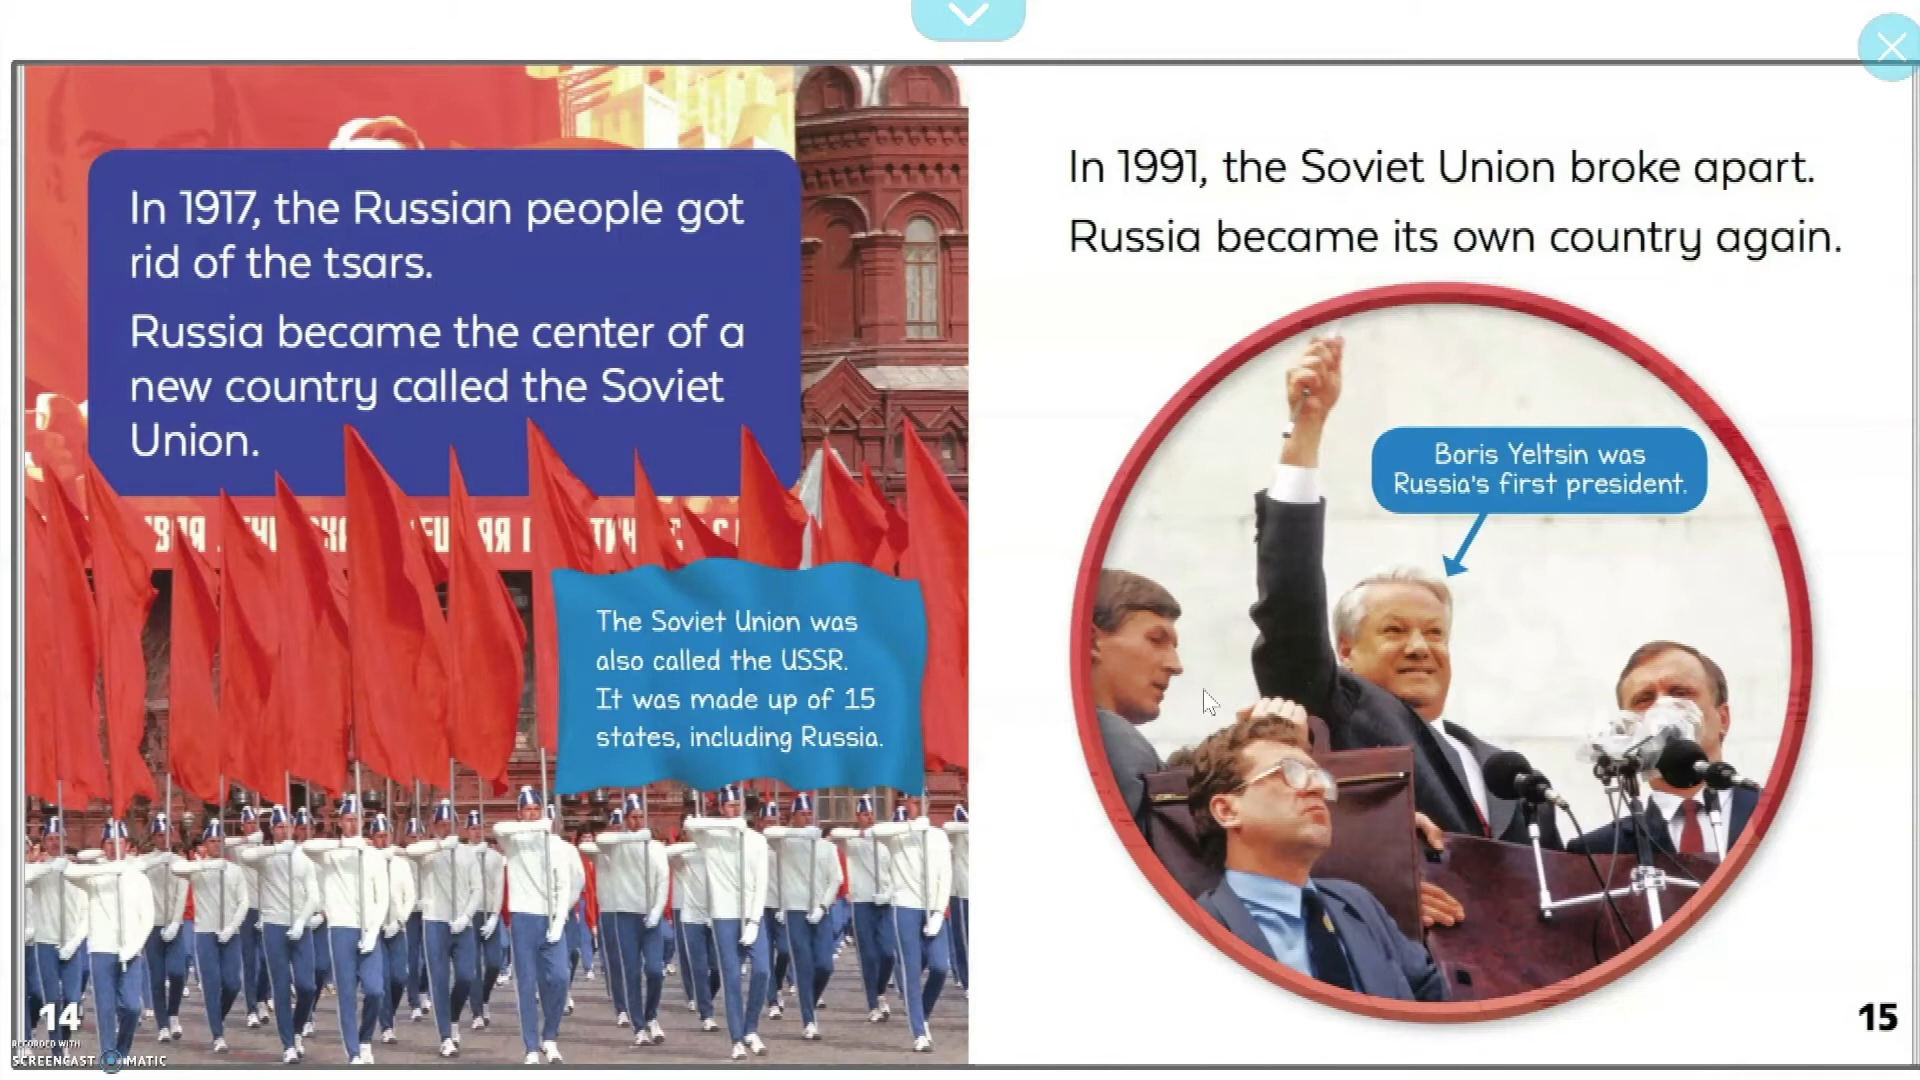 In 1917, the Russian people got
rid of the tsars.
Russia became the center of a
new country called the Soviet
Union.
The Soviet Union was
also called the USSR.
It was made up of 15
states, including Russia.
14
RECORDED WITH
SCREENCAST MATIC
In 1991, the Soviet Union broke apart.
Russia became its own country again.
Boris Yeltsin was
Russia's first president.
15